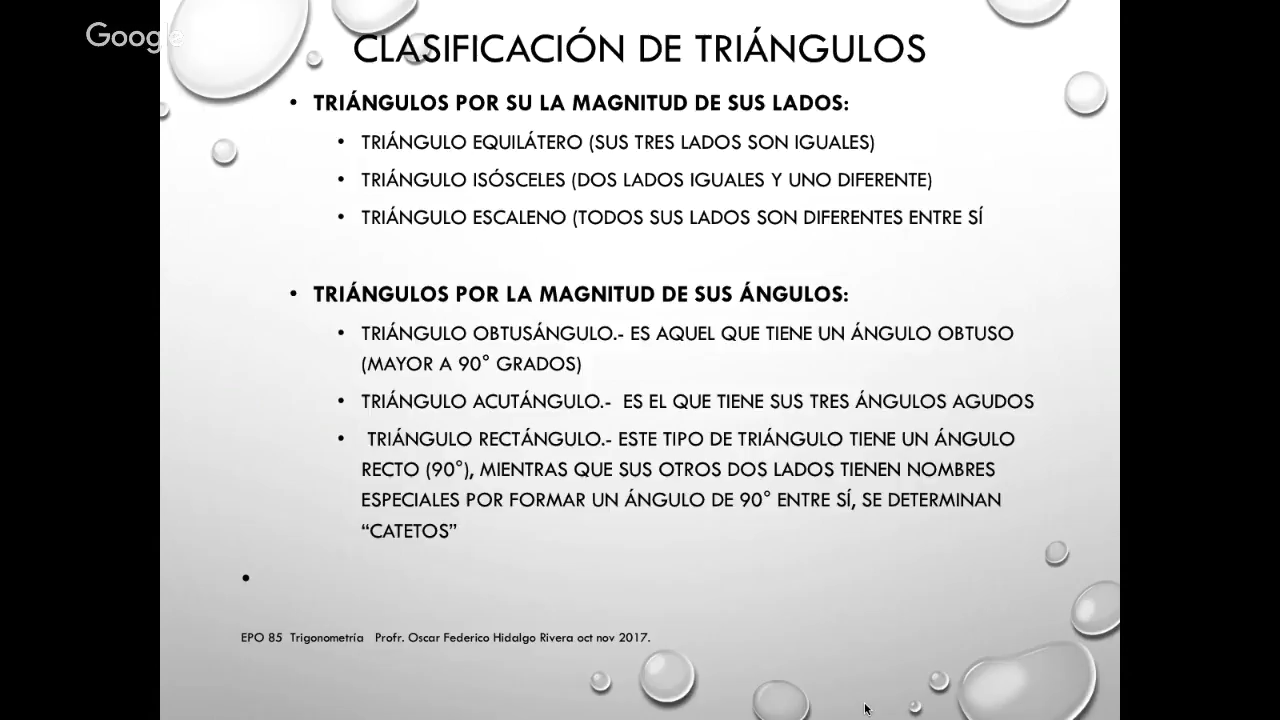 Google
CLASIFICACIÓN DE TRIÁNGULOS
• TRIÁNGULOS POR SU LA MAGNITUD DE SUS LADOS:
• TRIÁNGULO EQUILÁTERO (SUS TRES LADOS SON IGUALES)
• TRIÁNGULO ISÓSCELES (DOS LADOS IGUALES Y UNO DIFERENTE)
• TRIÁNGULO ESCALENO (TODOS SUS LADOS SON DIFERENTES ENTRE SÍ
• TRIÁNGULOS POR LA MAGNITUD DE SUS ÁNGULOS:
• TRIÁNGULO OBTUSÁNGULO.- ES AQUEL QUE TIENE UN ÁNGULO OBTUSO
(MAYOR A 90° GRADOS)
• TRIÁNGULO ACUTÁNGULO.- ES EL QUE TIENE SUS TRES ÁNGULOS AGUDOS
• TRIÁNGULO RECTÁNGULO.- ESTE TIPO DE TRIÁNGULO TIENE UN ÁNGULO
RECTO (90°), MIENTRAS QUE SUS OTROS DOS LADOS TIENEN NOMBRES
ESPECIALES POR FORMAR UN ÁNGULO DE 90° ENTRE SÍ, SE DETERMINAN
“CATETOS”
•
EPO 85 Trigonometría Profr. Oscar Federico Hidalgo Rivera oct nov 2017.